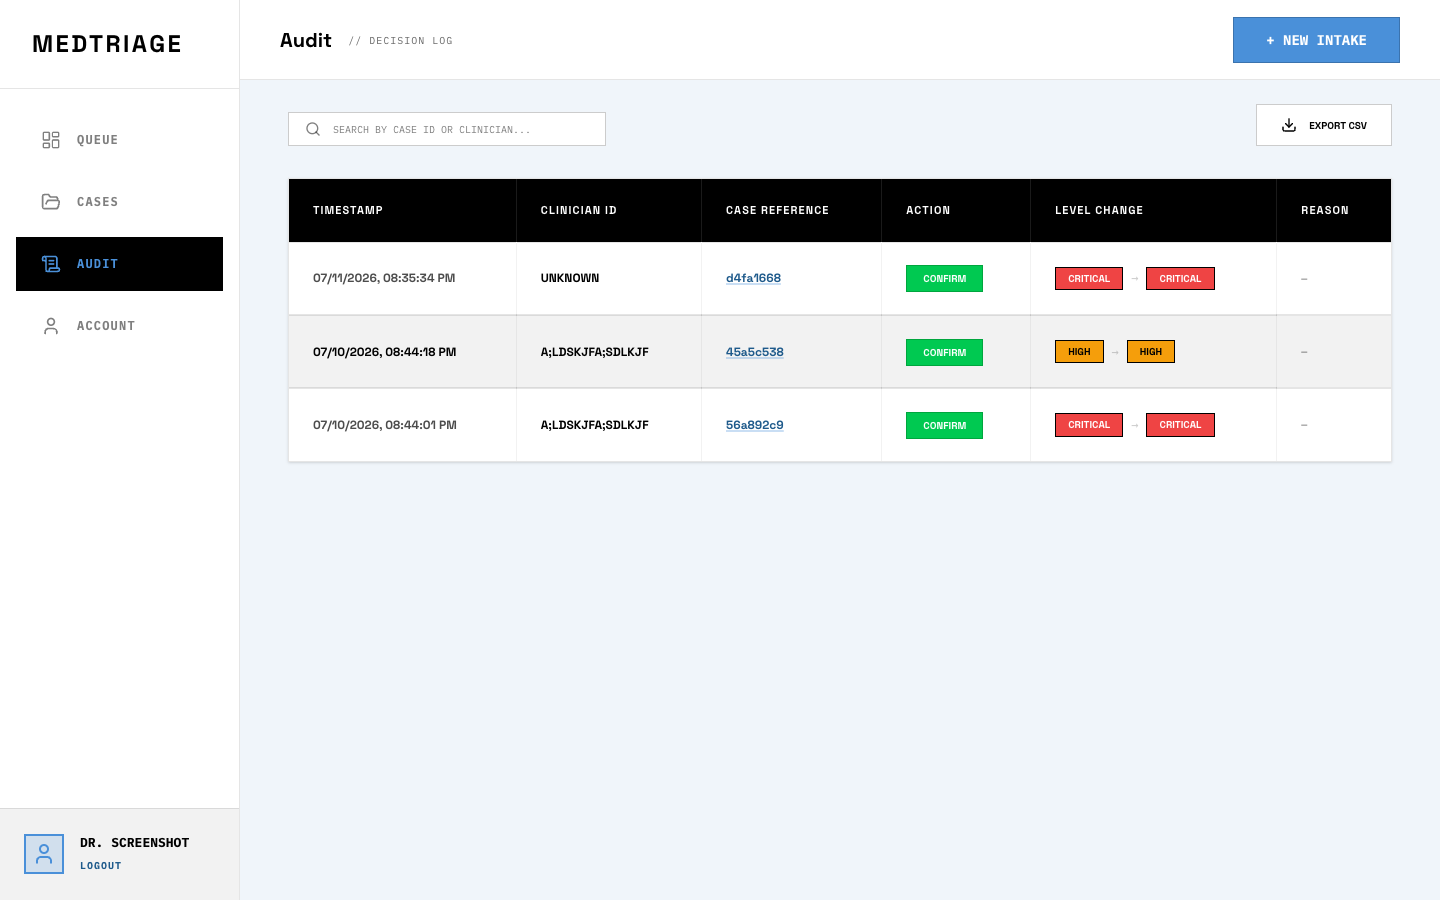 MEDTRIAGE
Audit // DECISION LOG
+ NEW INTAKE
QUEUE
CASES
AUDIT
ACCOUNT
SEARCH BY CASE ID OR CLINICIAN...
EXPORT CSV
TIMESTAMP CLINICIAN ID CASE REFERENCE ACTION LEVEL CHANGE REASON
07/11/2026, 08:35:34 PM UNKNOWN d4fa1668 CONFIRM CRITICAL → CRITICAL —
07/10/2026, 08:44:18 PM A;LDSKJFA;SDLKJF 45a5c538 CONFIRM HIGH → HIGH —
07/10/2026, 08:44:01 PM A;LDSKJFA;SDLKJF 56a892c9 CONFIRM CRITICAL → CRITICAL —
DR. SCREENSHOT
LOGOUT